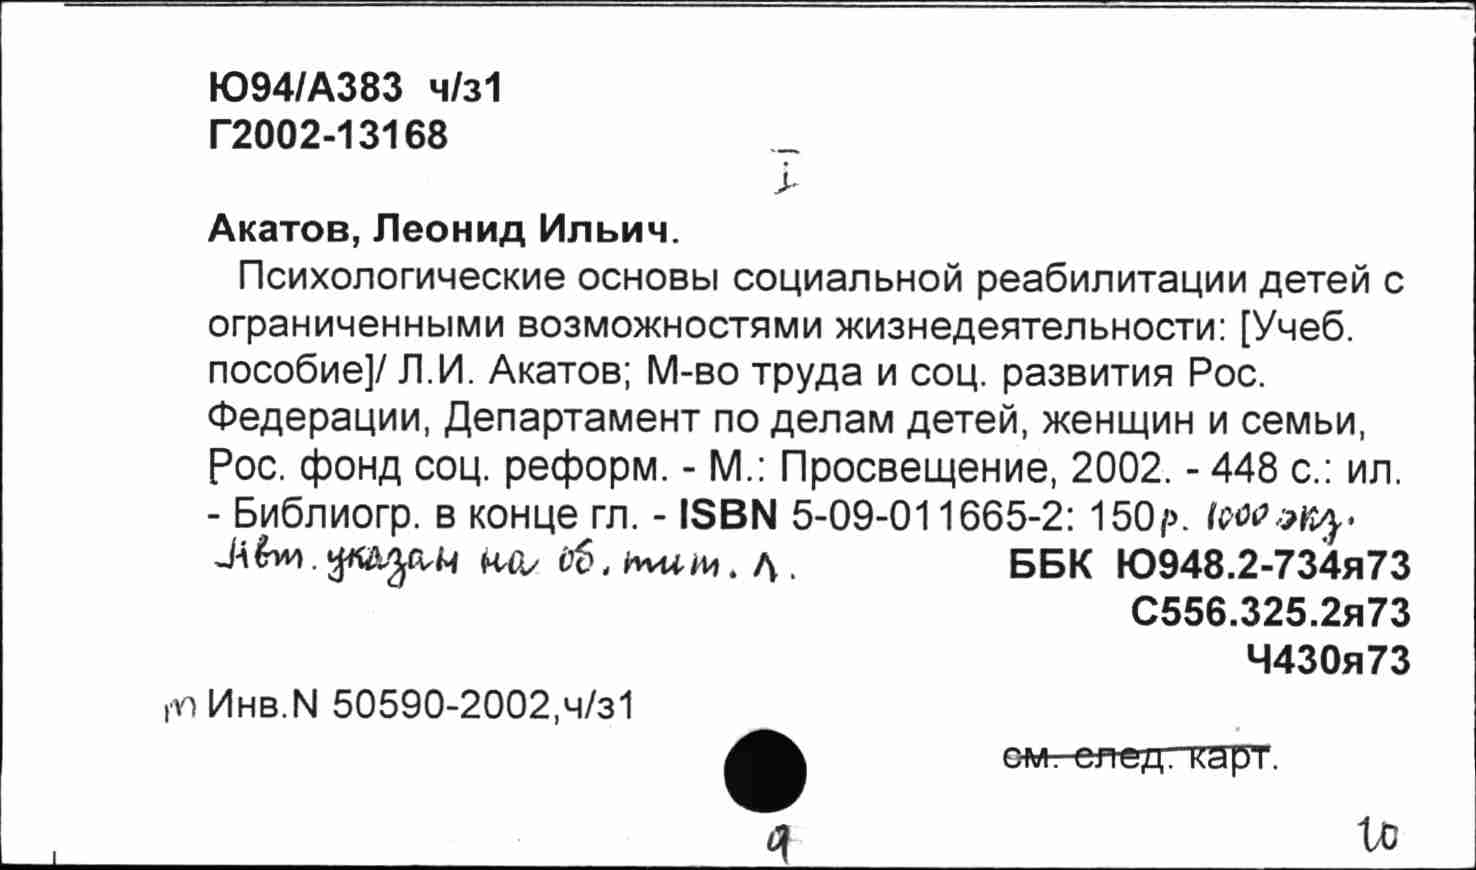 Ю94/А383 ч/з1
Г2002-13168
Акатов, Леонид Ильич.
Психологические основы социальной реабилитации детей с
ограниченными возможностями жизнедеятельности: [Учеб.
пособие]/ Л.И. Акатов; М-во труда и соц. развития Рос.
Федерации, Департамент по делам детей, женщин и семьи,
Рос. фонд соц. реформ. - М.: Просвещение, 2002. - 448 с.: ил.
- Библиогр. в конце гл. - ISBN 5-09-011665-2: 150р. 1000 экз.
Авт. указан на об. тит. л.
ББК Ю948.2-734я73
С556.325.2я73
Ч430я73
т Инв.N 50590-2002,ч/з1
см. след. карт.